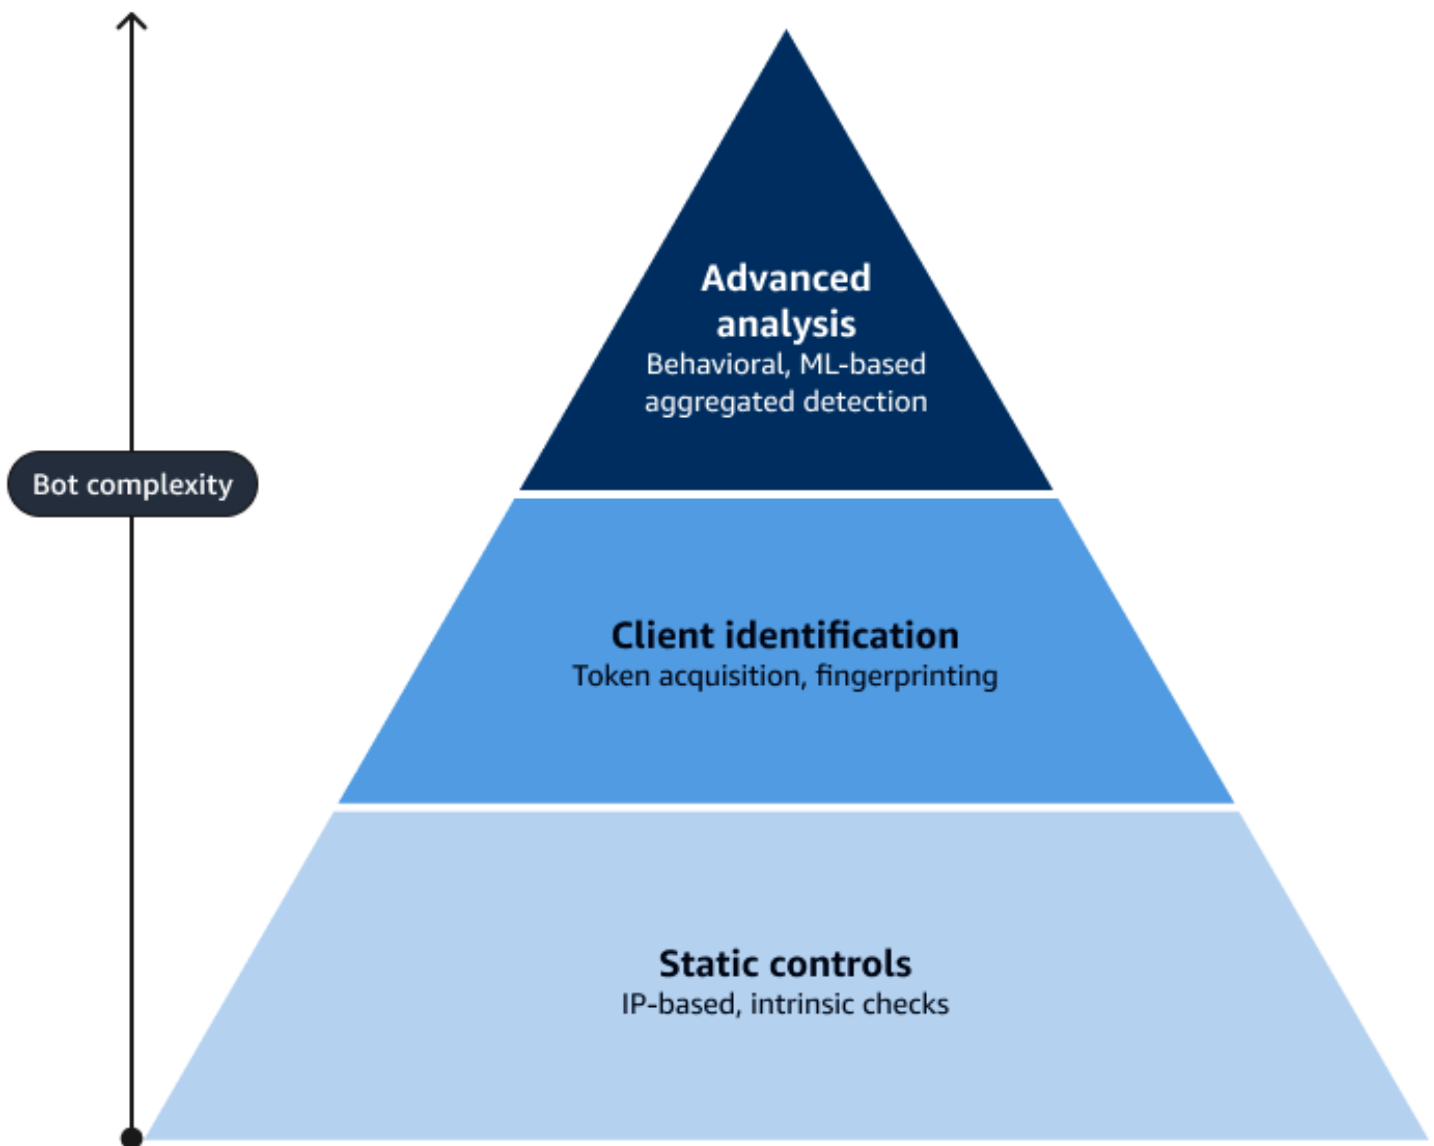 Advanced
analysis
Behavioral, ML-based
aggregated detection
Bot complexity
Client identification
Token acquisition, fingerprinting
Static controls
IP-based, intrinsic checks